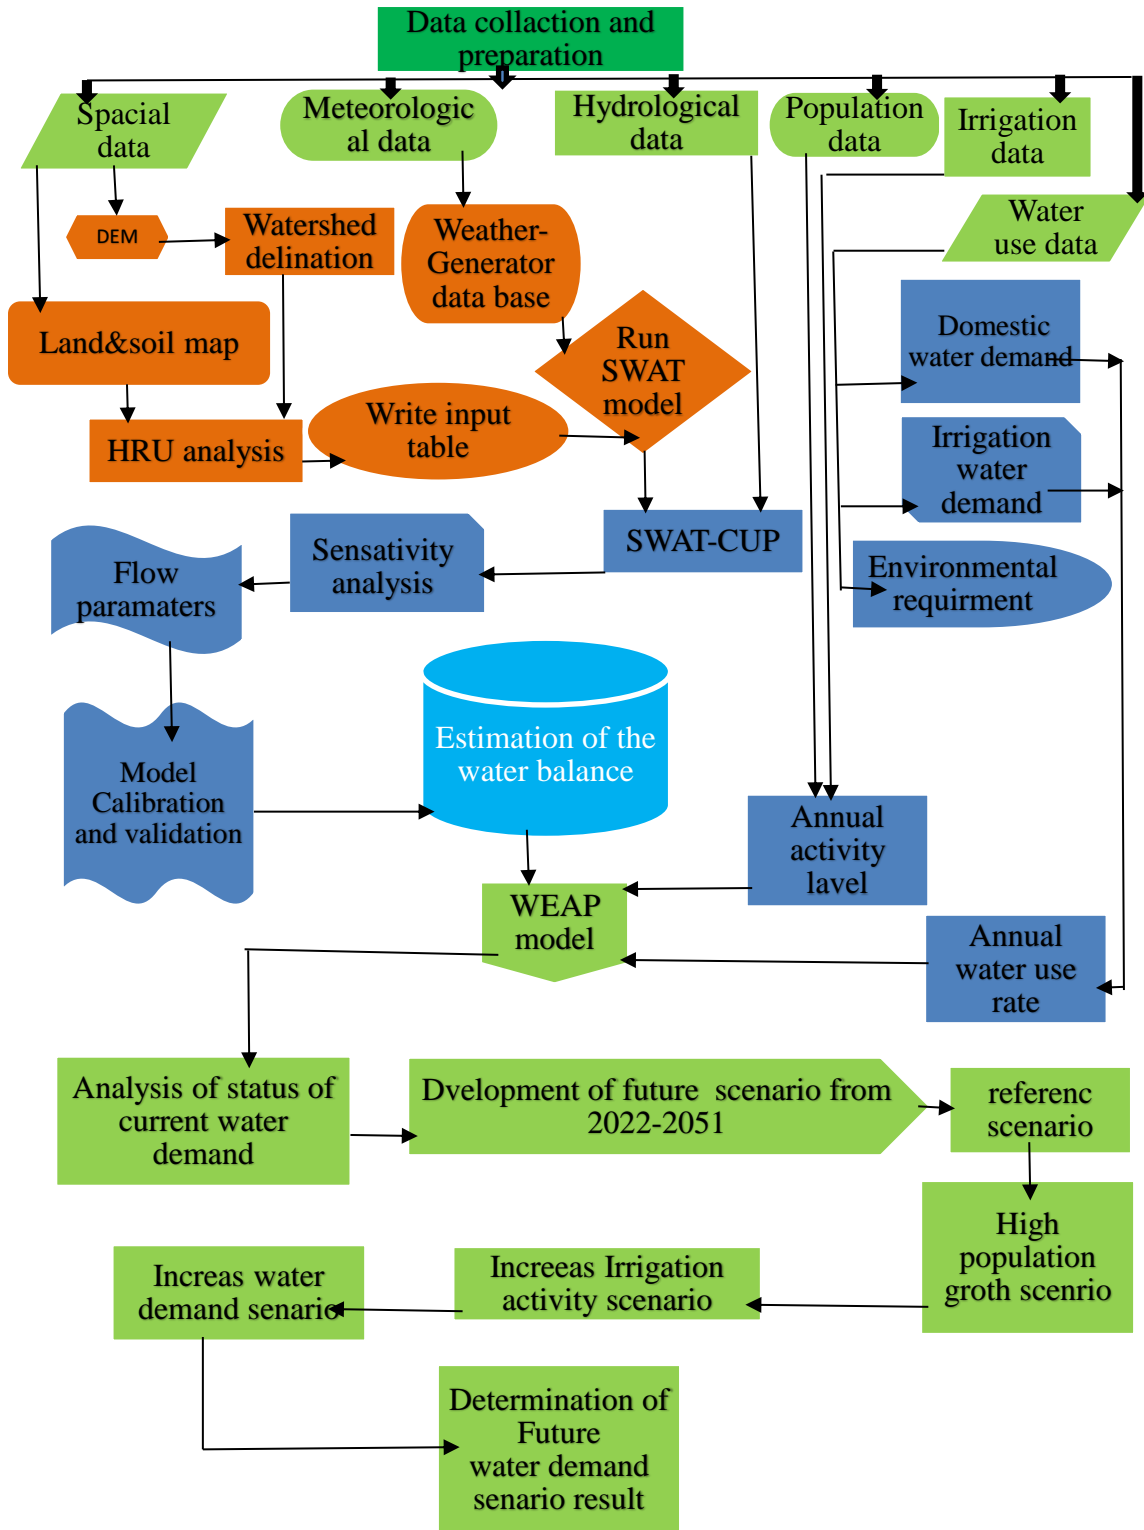 Data collaction and
preparation
Spacial
data
Meteorologic
al data
Hydrological
data
Population
data
Irrigation
data
Water
use data
DEM
Watershed
delination
Weather-
Generator
data base
Land&soil map
Run
SWAT
model
Domestic
water demand
HRU analysis
Write input
table
Irrigation
water
demand
SWAT-CUP
Sensativity
analysis
Flow
paramaters
Environmental
requirment
Estimation of the
water balance
Model
Calibration
and validation
Annual
activity
lavel
WEAP
model
Annual
water use
rate
Analysis of status of
current water
demand
Dvelopment of future  scenario from
2022-2051
referenc
scenario
High
population
groth scenrio
Increeas Irrigation
activity scenario
Increas water
demand senario
Determination of
Future
water demand
senario result